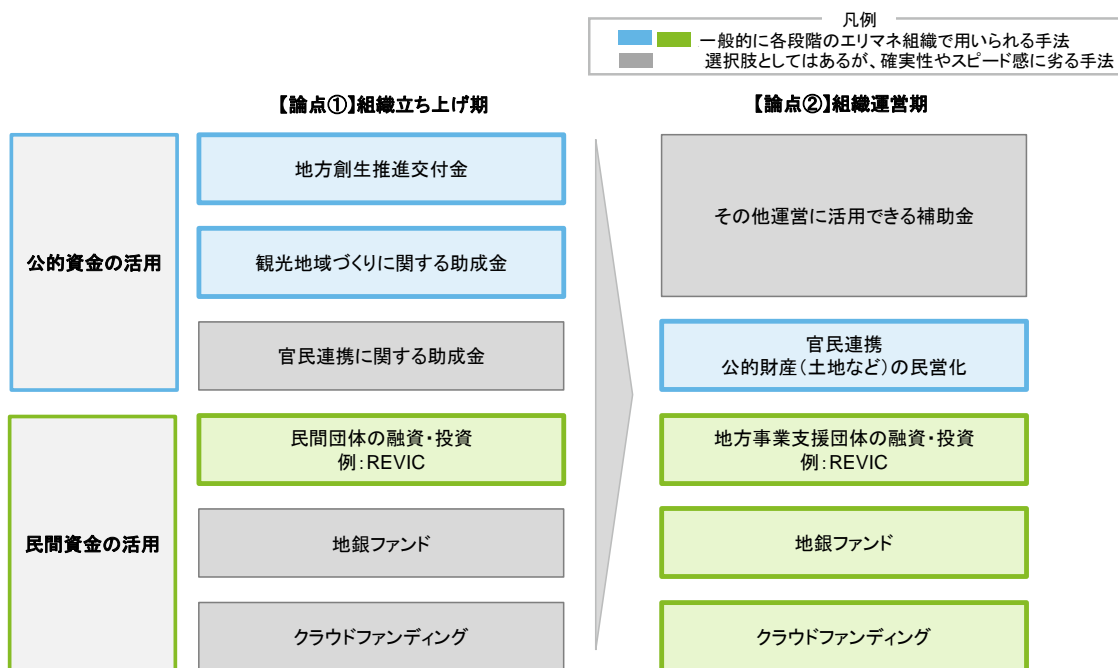 凡例
一般的に各段階のエリマネ組織で用いられる手法
選択肢としてはあるが、確実性やスピード感に劣る手法
【論点①】組織立ち上げ期
【論点②】組織運営期
公的資金の活用
地方創生推進交付金
観光地域づくりに関する助成金
官民連携に関する助成金
その他運営に活用できる補助金
官民連携
公的財産（土地など）の民営化
民間資金の活用
民間団体の融資・投資
例：REVIC
地銀ファンド
クラウドファンディング
地方事業支援団体の融資・投資
例：REVIC
地銀ファンド
クラウドファンディング